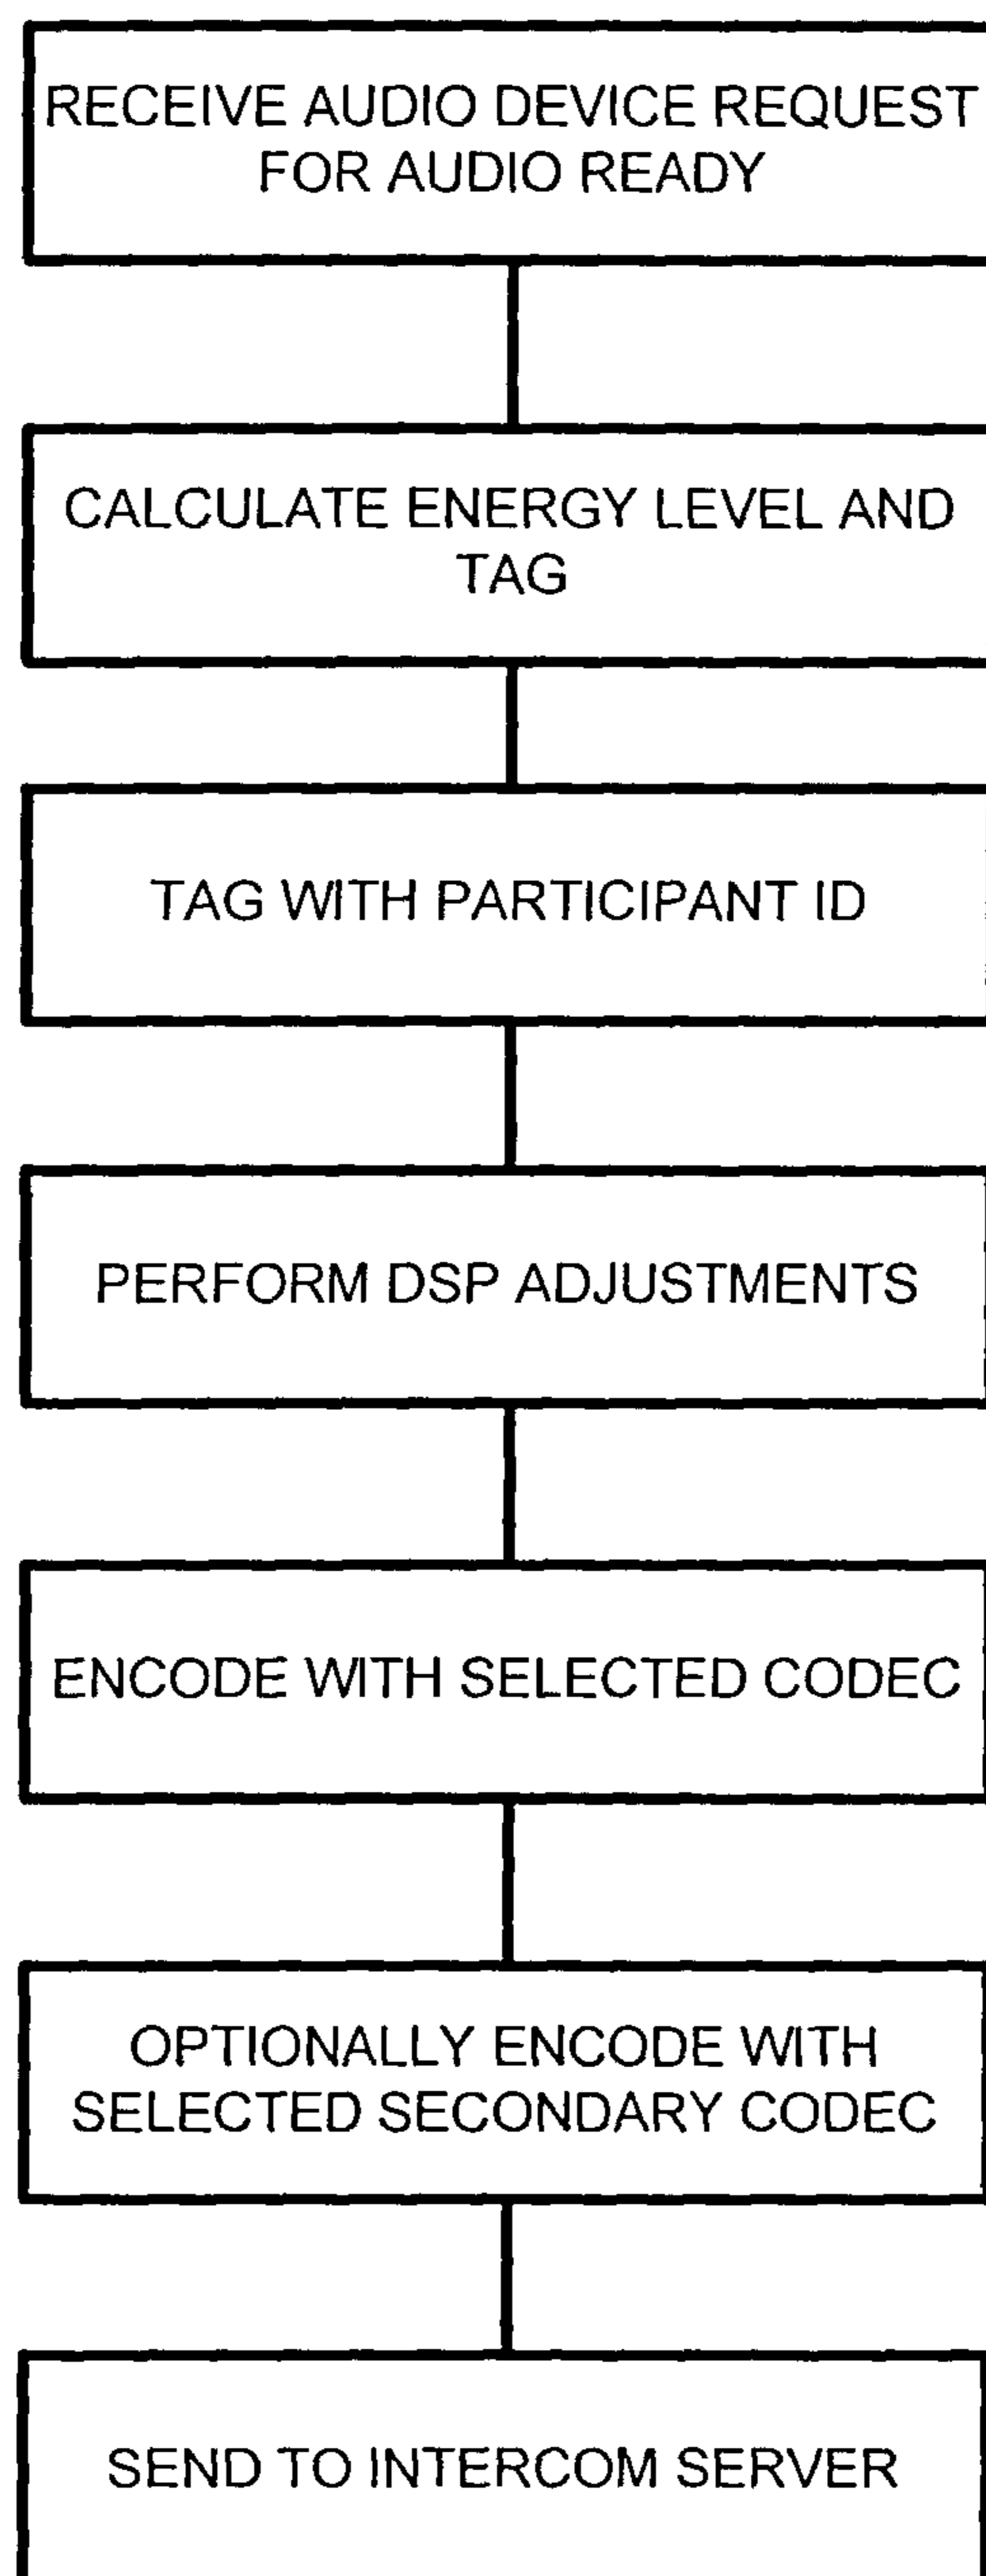 RECEIVE AUDIO DEVICE REQUEST
FOR AUDIO READY
CALCULATE ENERGY LEVEL AND
TAG
TAG WITH PARTICIPANT ID
PERFORM DSP ADJUSTMENTS
ENCODE WITH SELECTED CODEC
OPTIONALLY ENCODE WITH
SELECTED SECONDARY CODEC
SEND TO INTERCOM SERVER